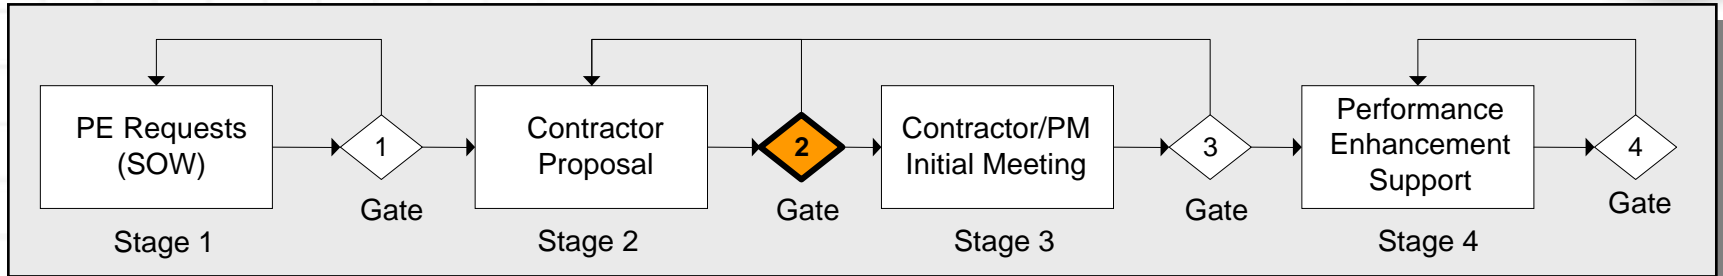 PE Requests
(SOW)
1
Gate
Stage 1
Contractor
Proposal
2
Gate
Stage 2
Contractor/PM
Initial Meeting
3
Gate
Stage 3
Performance
Enhancement
Support
4
Gate
Stage 4